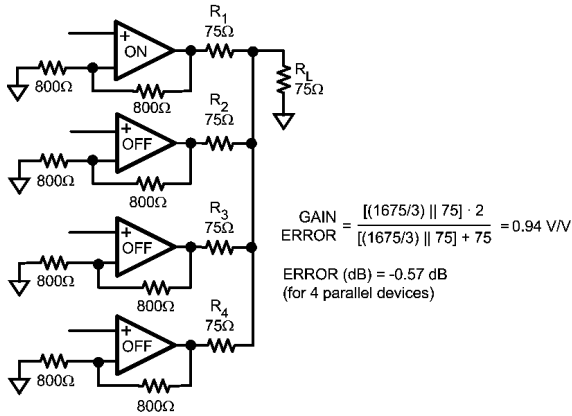 R1
75Ω
+
ON
RL
75Ω
800Ω
800Ω
R2
75Ω
+
OFF
800Ω
800Ω
R3
75Ω
+
OFF
800Ω
800Ω
R4
75Ω
+
OFF
800Ω
800Ω
GAIN ERROR = [(1675/3) || 75] · 2 / [(1675/3) || 75] + 75 = 0.94 V/V
ERROR (dB) = -0.57 dB
(for 4 parallel devices)